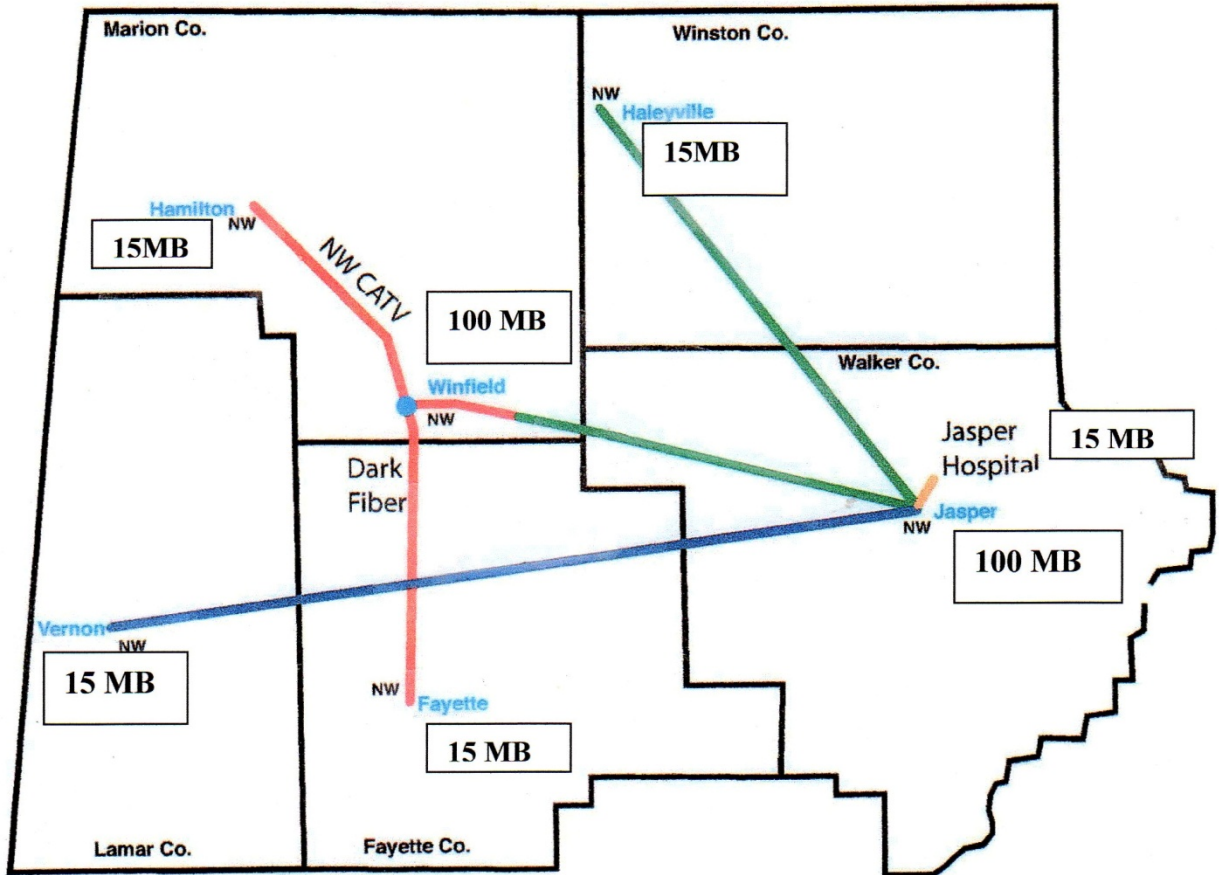 Marion Co.
Winston Co.
NW
Haleyville
15MB
Hamilton
NW
15MB
NW CATV
100 MB
Winfield
NW
Walker Co.
Jasper
Hospital
15 MB
Dark
Fiber
Jasper
NW
100 MB
Vernon
NW
15 MB
NW
Fayette
15 MB
Lamar Co.
Fayette Co.